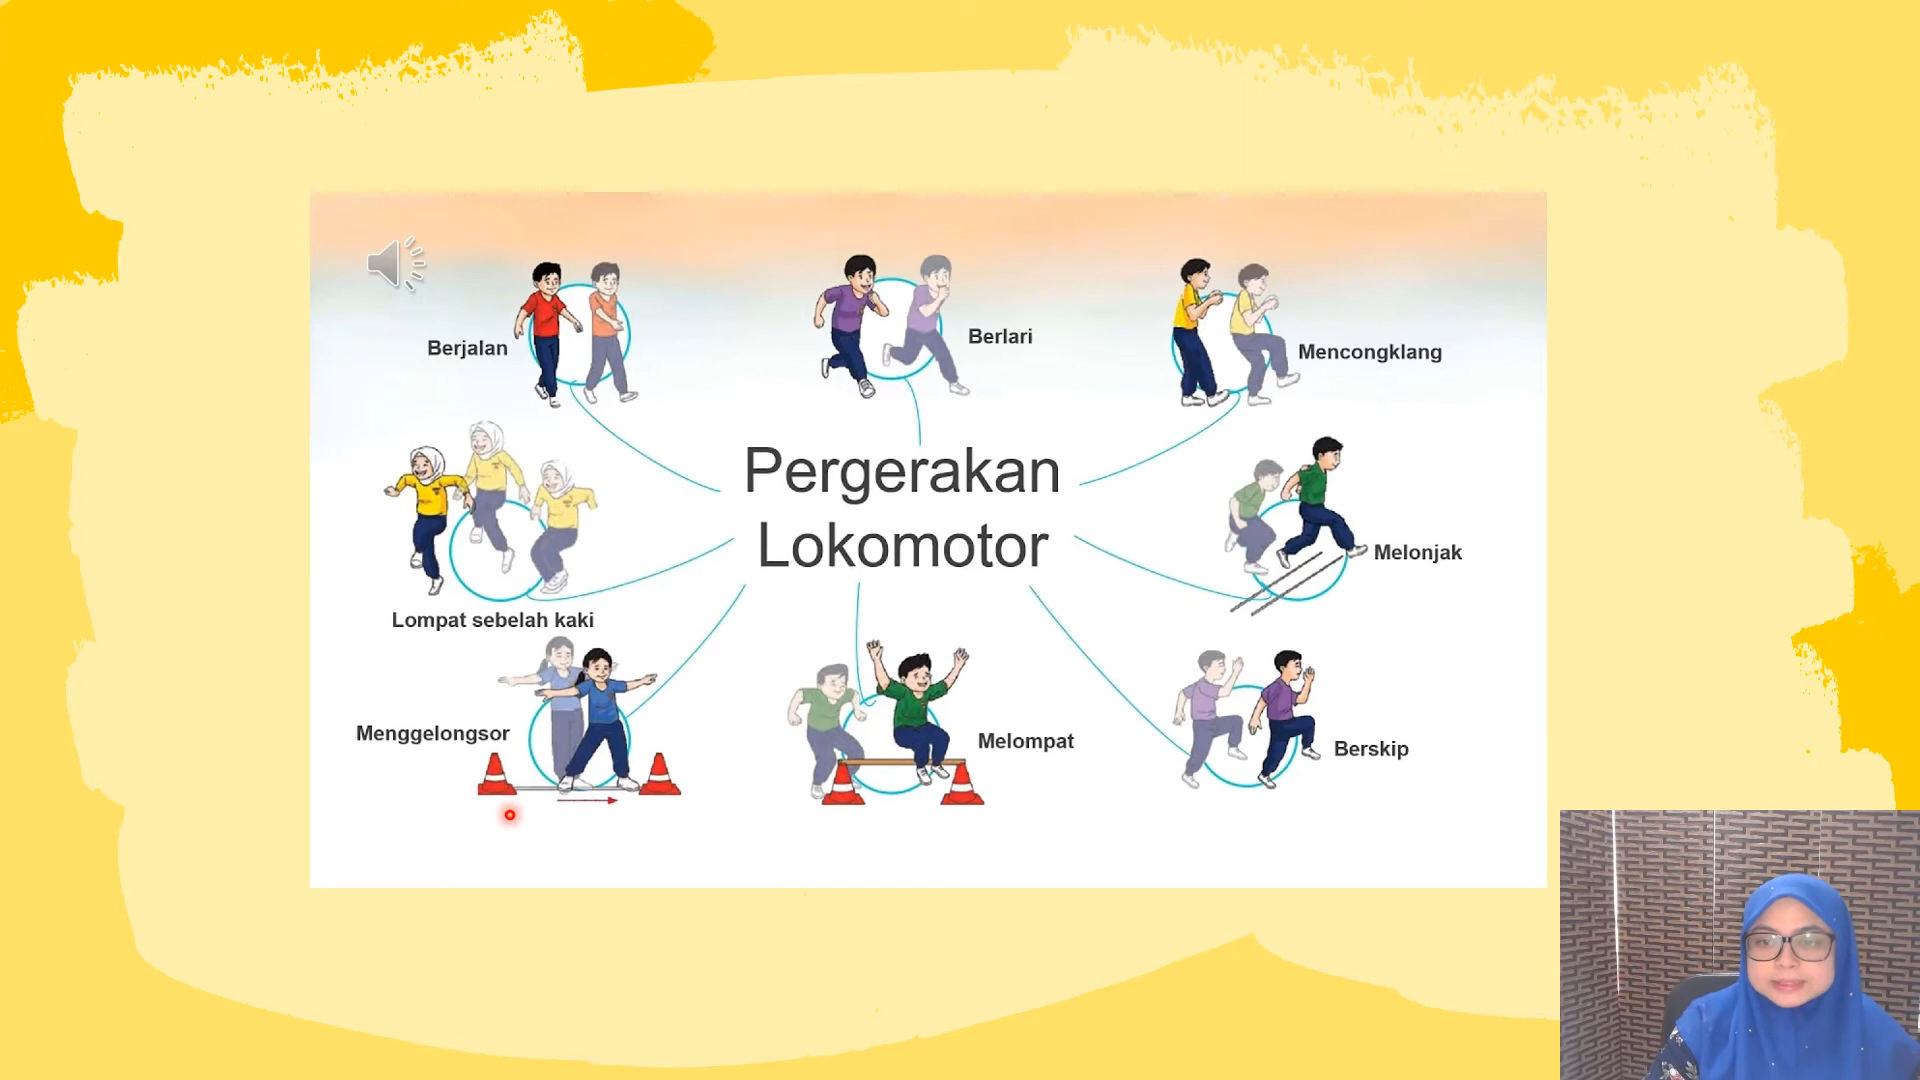 Berjalan
Berlari
Mencongklang
Pergerakan
Lokomotor
Melonjak
Lompat sebelah kaki
Menggelongsor
Melompat
Berskip